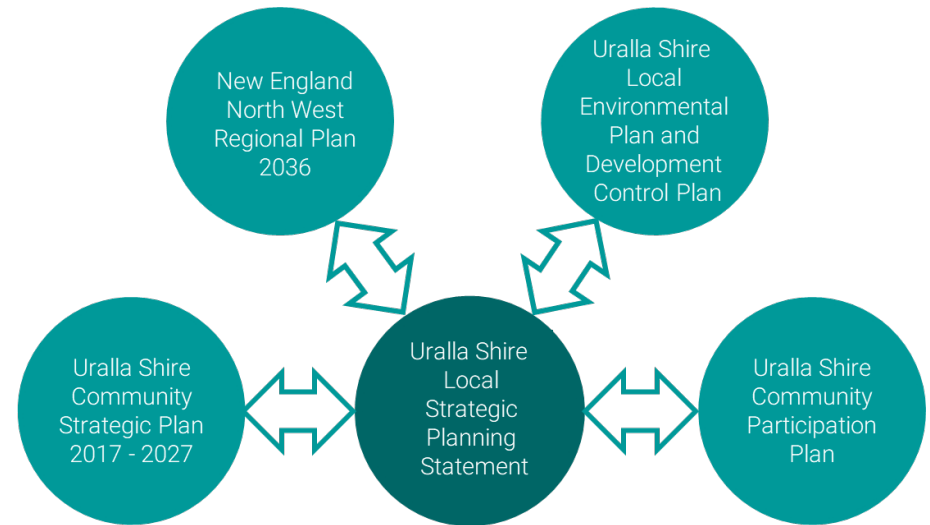 New England
North West
Regional Plan
2036
Uralla Shire
Local
Environmental
Plan and
Development
Control Plan
Uralla Shire
Community
Strategic Plan
2017 - 2027
Uralla Shire
Local
Strategic
Planning
Statement
Uralla Shire
Community
Participation
Plan